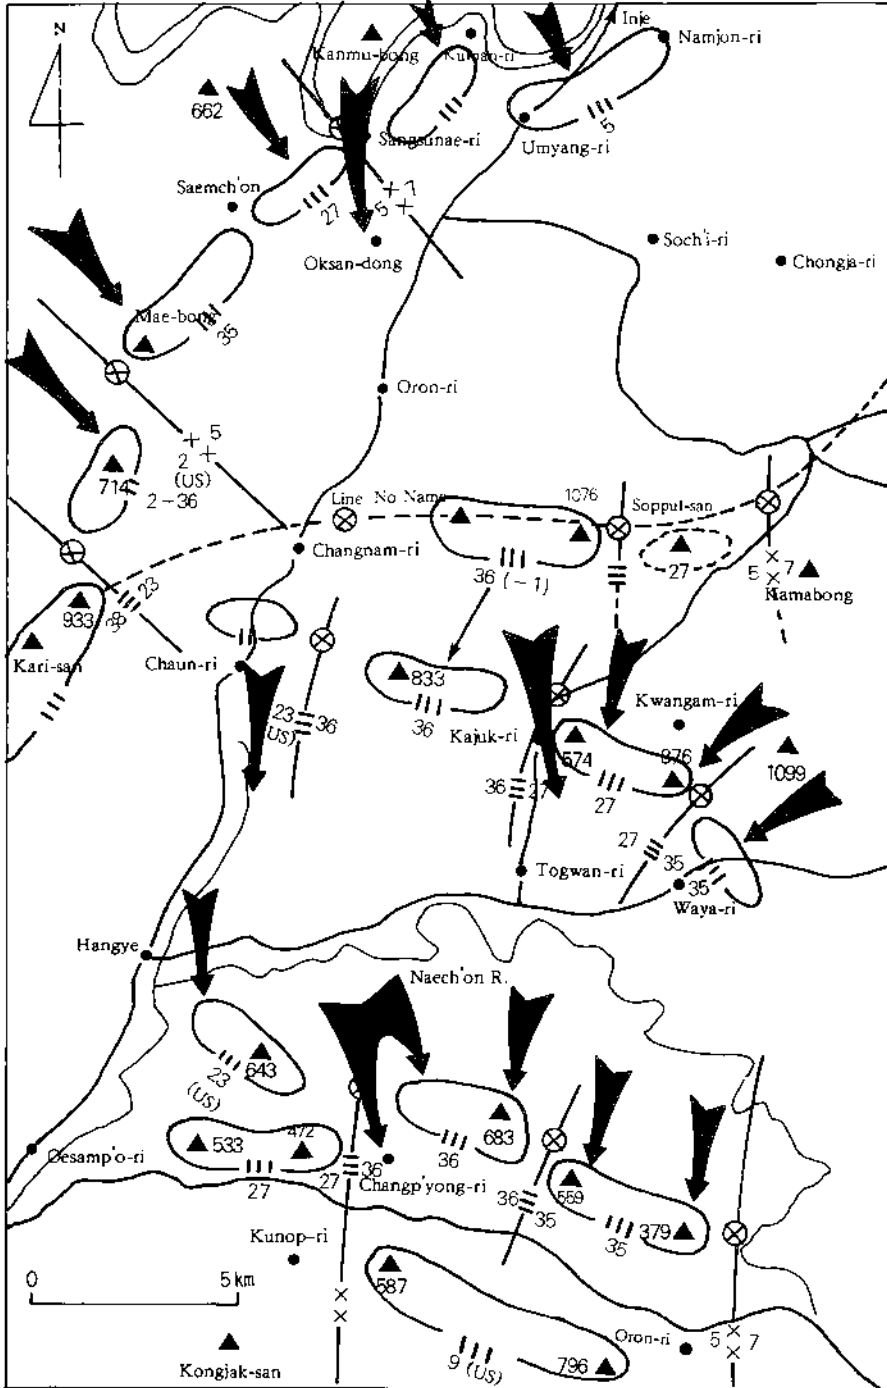 Inje
N
Kanmu-bong
Namjon-ri
662
5
Sangsunae-ri
Umyang-ri
Saemch'on
27
5 7
Oksan-dong
Soch'i-ri
Chongja-ri
Mae-bong
35
Oron-ri
5
2
(US)
714
2-36
Line No Name
1076
Soppul-san
Changnam-ri
36 (-1)
27
5 7
Kamabong
933
38 23
Kari-san
Chaun-ri
833
36
23
(US)
36
Kajuk-ri
Kwangam-ri
574
876
1099
36 27
27
27
35
Togwan-ri
35
Waya-ri
Hangye
Naech'on R.
643
23
(US)
683
36
533
472
Oesamp'o-ri
27
27 36
Changp'yong-ri
559
36
35
35
379
Kunop-ri
0 5 km
587
Oron-ri
5 7
9 (US)
796
Kongjak-san